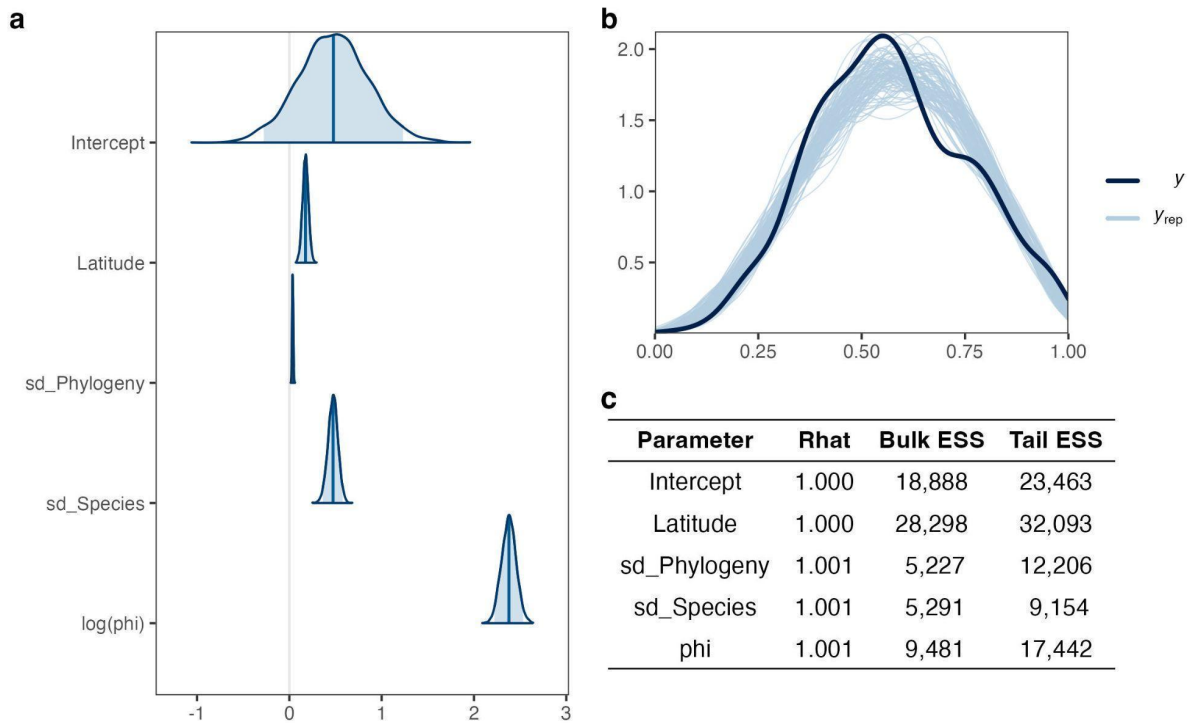 a
Intercept
Latitude
sd_Phylogeny
sd_Species
log(phi)
-1 0 1 2 3
b
2.0
1.5
1.0
0.5
0.00 0.25 0.50 0.75 1.00
y
yrep
c
Parameter Rhat Bulk ESS Tail ESS
Intercept 1.000 18,888 23,463
Latitude 1.000 28,298 32,093
sd_Phylogeny 1.001 5,227 12,206
sd_Species 1.001 5,291 9,154
phi 1.001 9,481 17,442